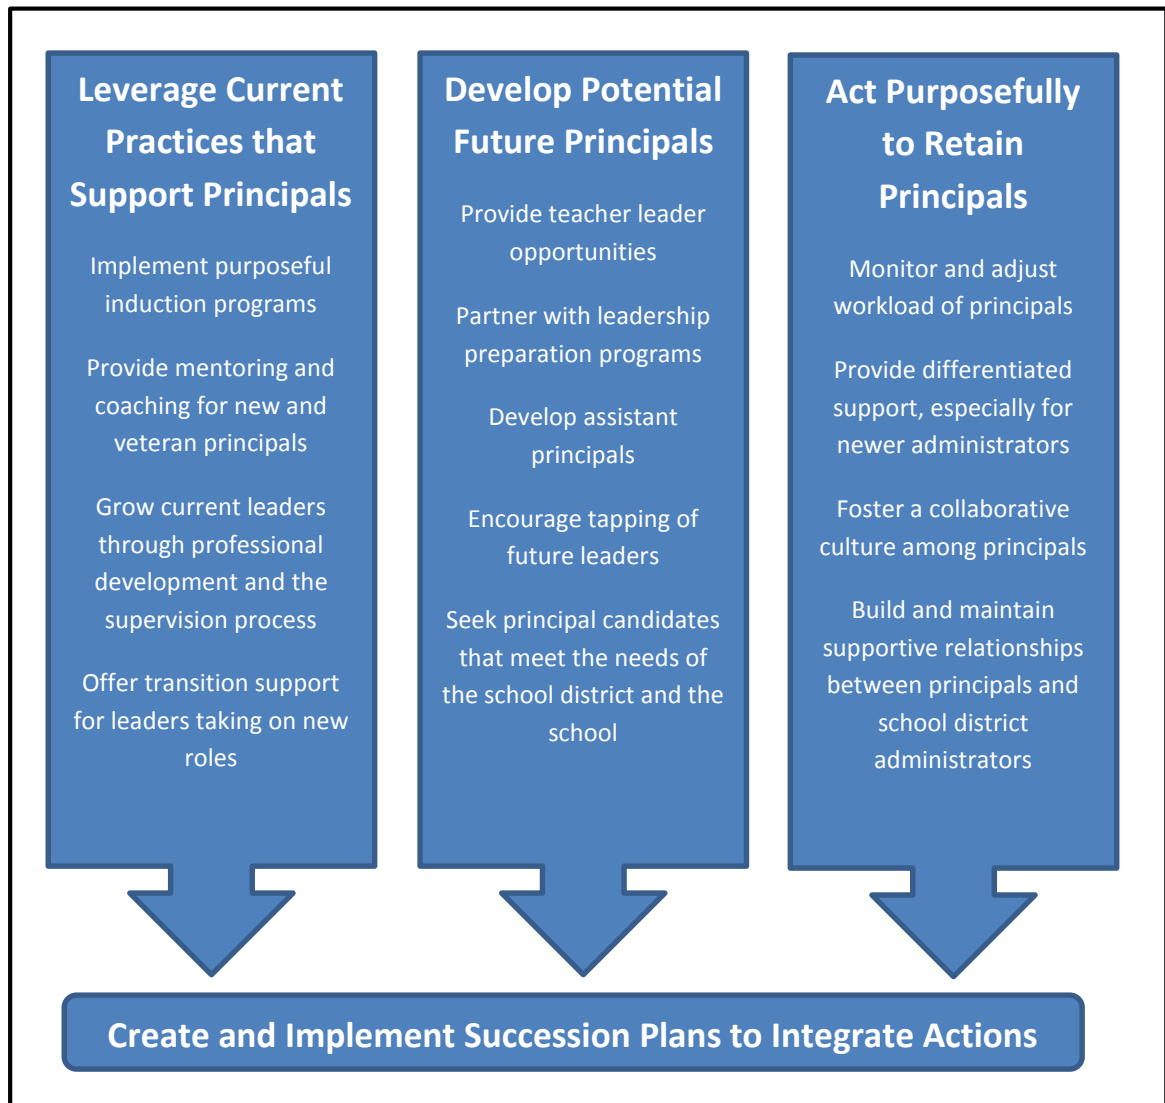 Leverage Current
Practices that
Support Principals
Implement purposeful
induction programs
Provide mentoring and
coaching for new and
veteran principals
Grow current leaders
through professional
development and the
supervision process
Offer transition support
for leaders taking on new
roles
Develop Potential
Future Principals
Provide teacher leader
opportunities
Partner with leadership
preparation programs
Develop assistant
principals
Encourage tapping of
future leaders
Seek principal candidates
that meet the needs of
the school district and the
school
Act Purposefully
to Retain
Principals
Monitor and adjust
workload of principals
Provide differentiated
support, especially for
newer administrators
Foster a collaborative
culture among principals
Build and maintain
supportive relationships
between principals and
school district
administrators
Create and Implement Succession Plans to Integrate Actions